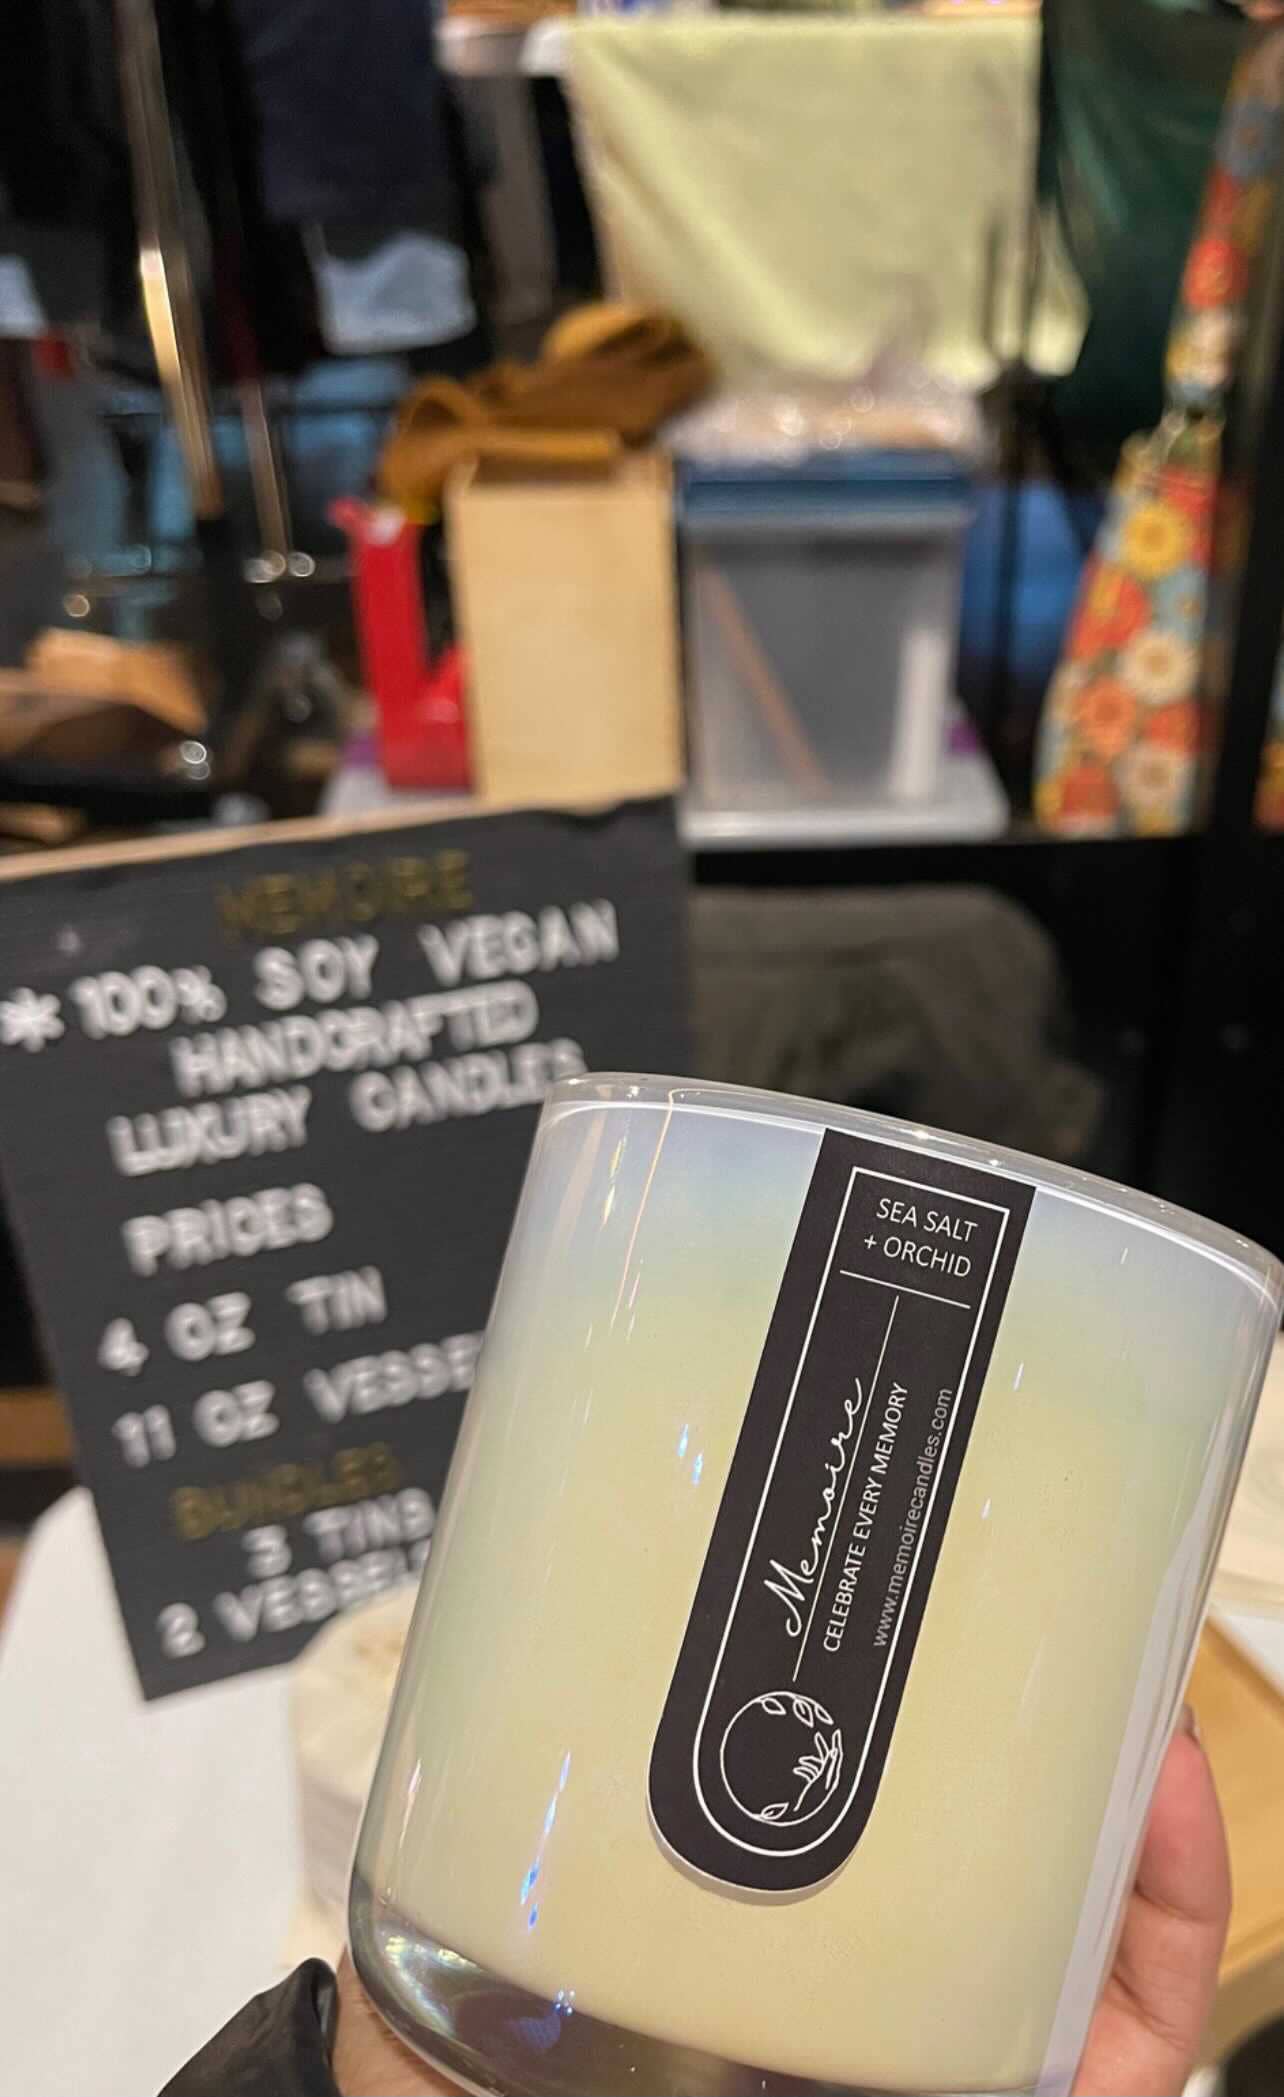 MEMOIRE
* 100% SOY VEGAN
HANDCRAFTED
LUXURY CANDLES
PRICES
4 OZ TIN
11 OZ VESSE
BUNDLES
3 TINS
2 VESSEL
SEA SALT
+ ORCHID
Memoire
CELEBRATE EVERY MEMORY
www.memoirecandles.com